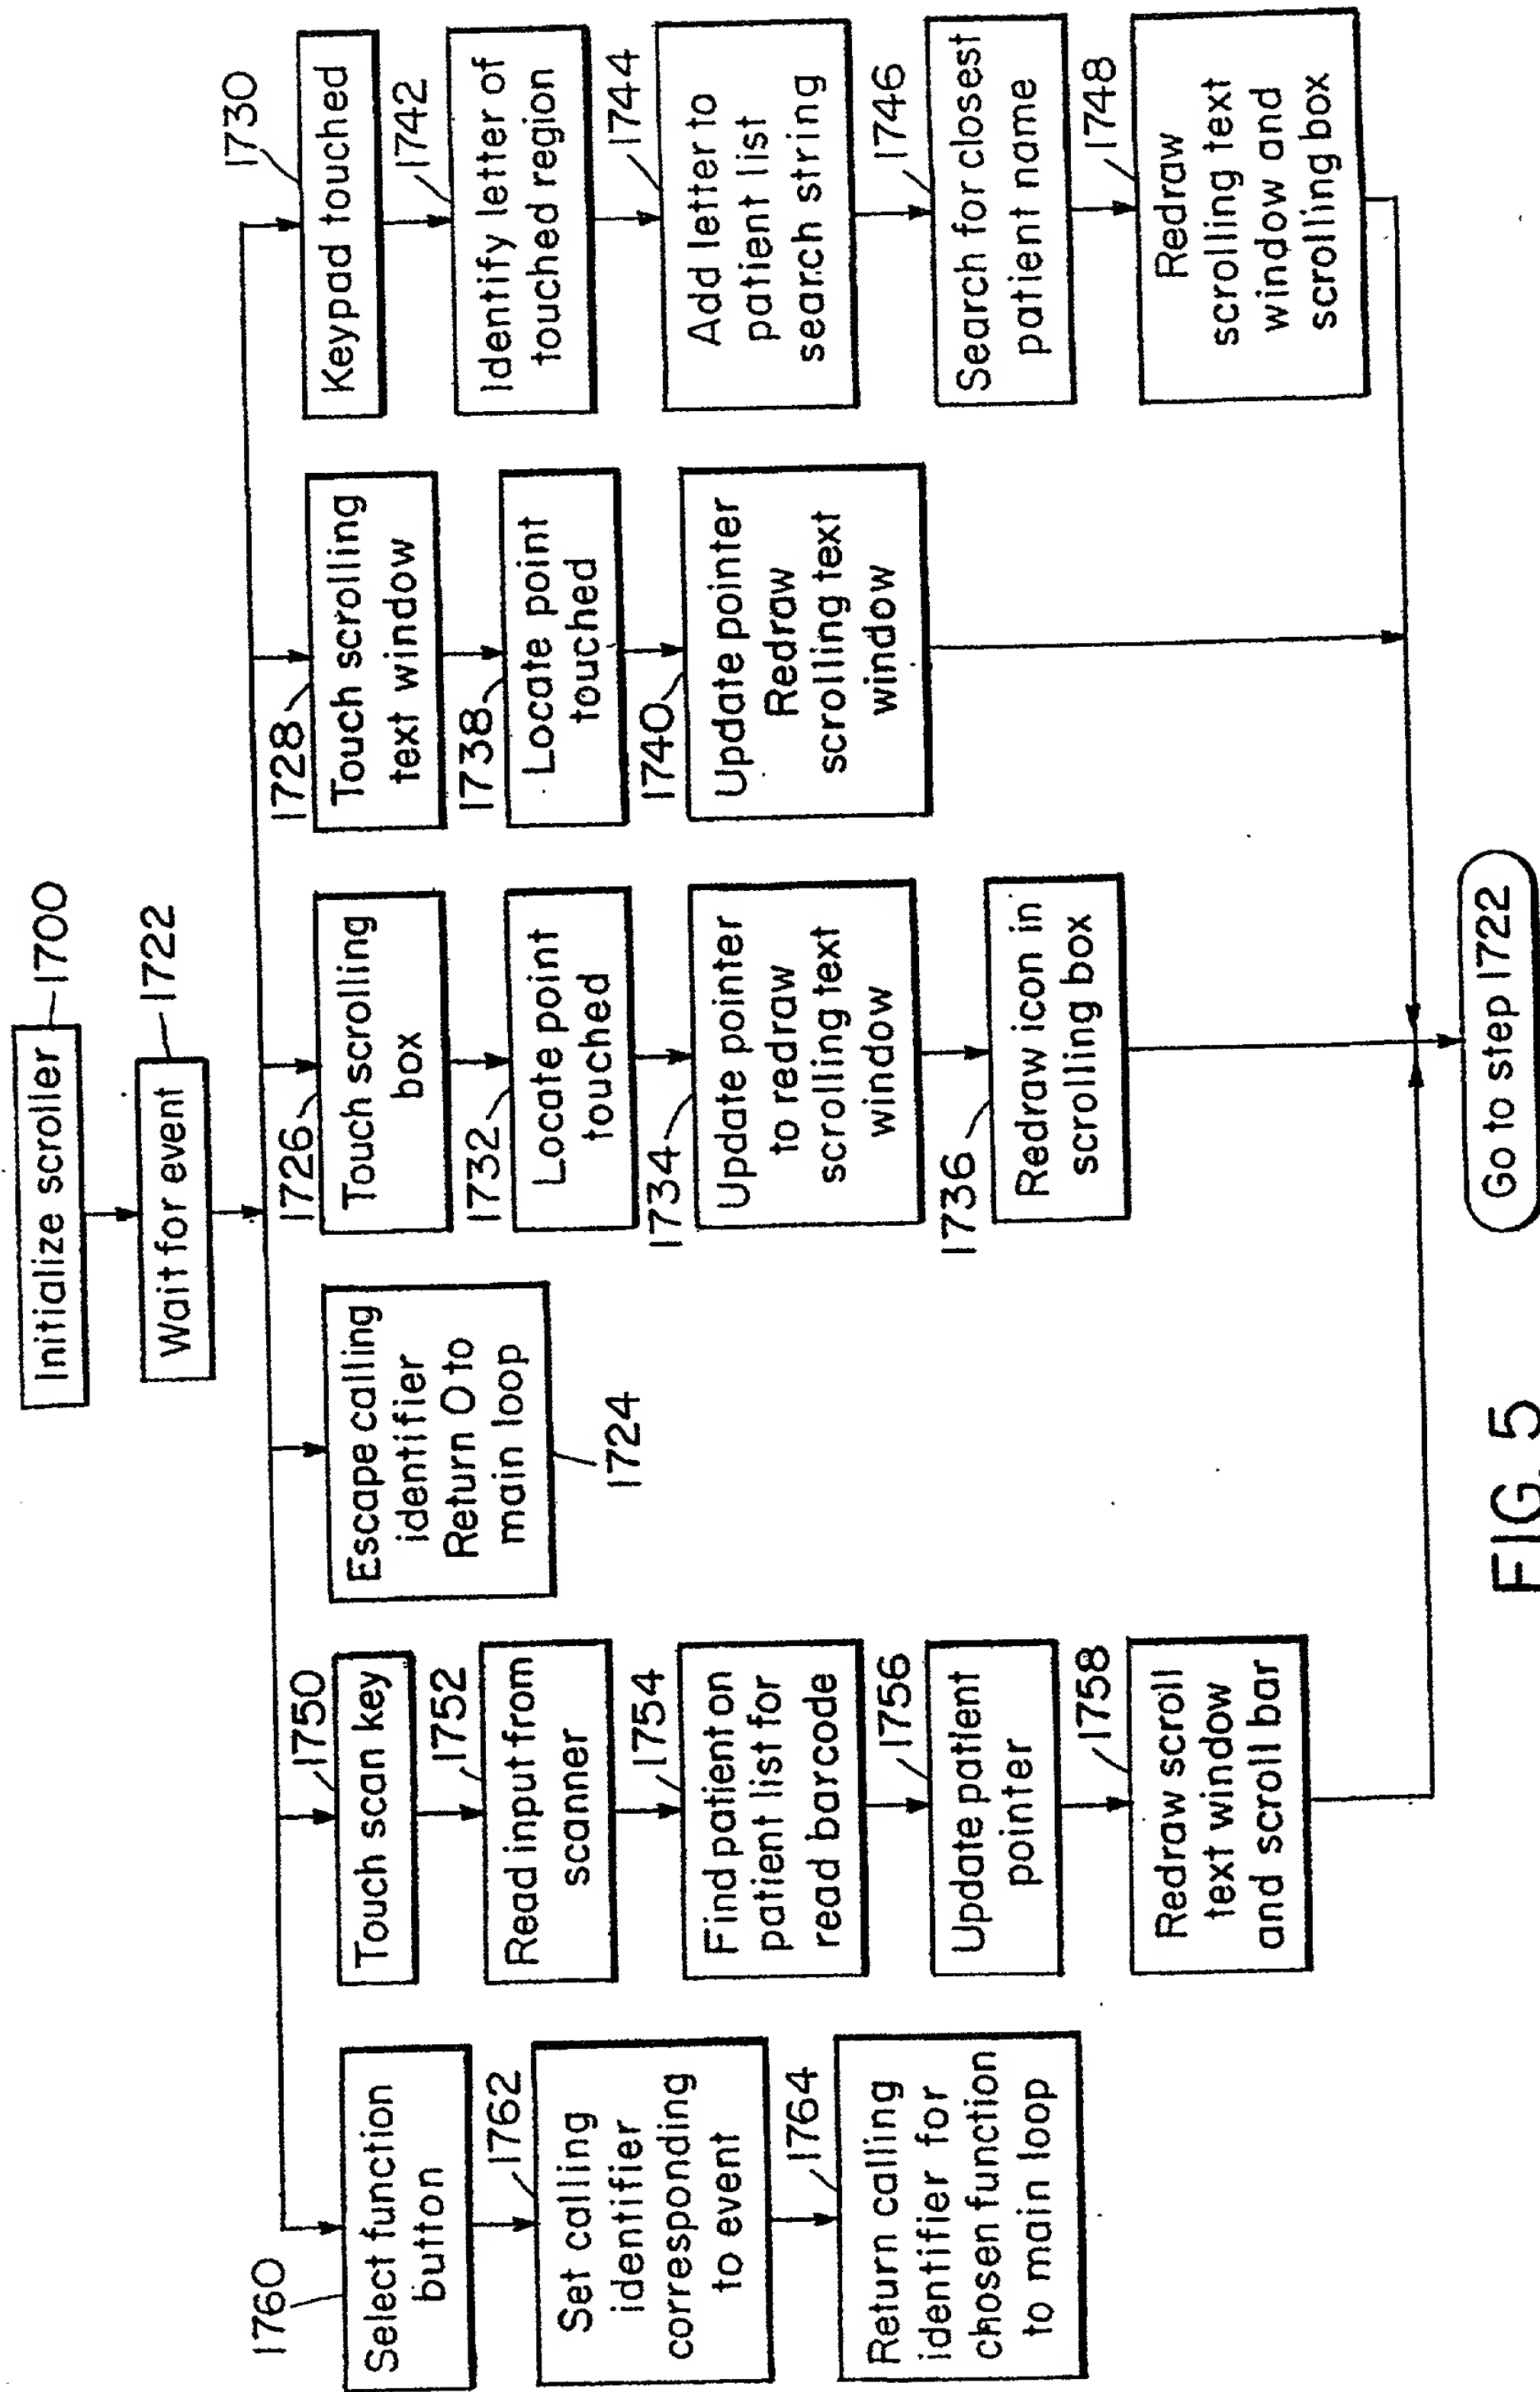 Initialize scroller
1700
Wait for event
1722
1760
Select function
button
1762
Set calling
identifier
corresponding
to event
1764
Return calling
identifier for
chosen function
to main loop
1750
Touch scan key
1752
Read input from
scanner
1754
Find patient on
patient list for
read barcode
1756
Update patient
pointer
1758
Redraw scroll
text window
and scroll bar
Escape calling
identifier
Return 0 to
main loop
1724
1726
Touch scrolling
box
1732
Locate point
touched
1734
Update pointer
to redraw
scrolling text
window
1736
Redraw icon in
scrolling box
1728
Touch scrolling
text window
1738
Locate point
touched
1740
Update pointer
Redraw
scrolling text
window
1730
Keypad touched
1742
Identify letter of
touched region
1744
Add letter to
patient list
search string
1746
Search for closest
patient name
1748
Redraw
scrolling text
window and
scrolling box
Go to step 1722
FIG. 5